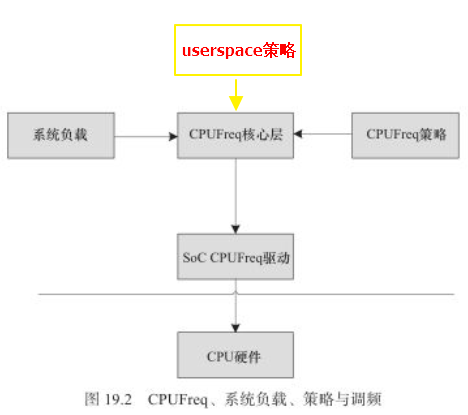 userspace策略
系统负载
CPUFreq核心层
CPUFreq策略
SoC CPUFreq驱动
CPU硬件
图 19.2 CPUFreq、系统负载、策略与调频